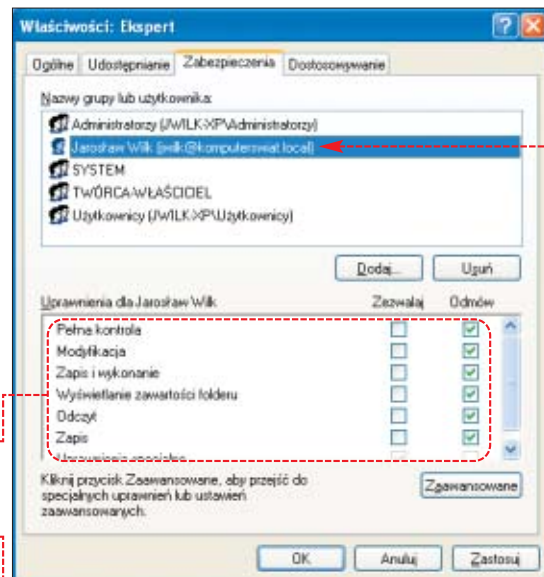 Właściwości: Ekspert
Ogólne Udostępnianie Zabezpieczenia Dostosowywanie
Nazwy grupy lub użytkownika:
Administratorzy (JWILK-XP\Administratorzy)
Jarosław Wilk (jwilk@komputerswiat.local)
SYSTEM
TWÓRCA-WŁAŚCICIEL
Użytkownicy (JWILK-XP\Użytkownicy)
Dodaj... Usuń
Uprawnienia dla Jarosław Wilk Zezwalaj Odmów
Pełna kontrola
Modyfikacja
Zapis i wykonanie
Wyświetlanie zawartości folderu
Odczyt
Zapis
Uprawnienia specjalne
Kliknij przycisk Zaawansowane, aby przejść do
specjalnych uprawnień lub ustawień
zaawansowanych.
Zaawansowane
OK Anuluj Zastosuj